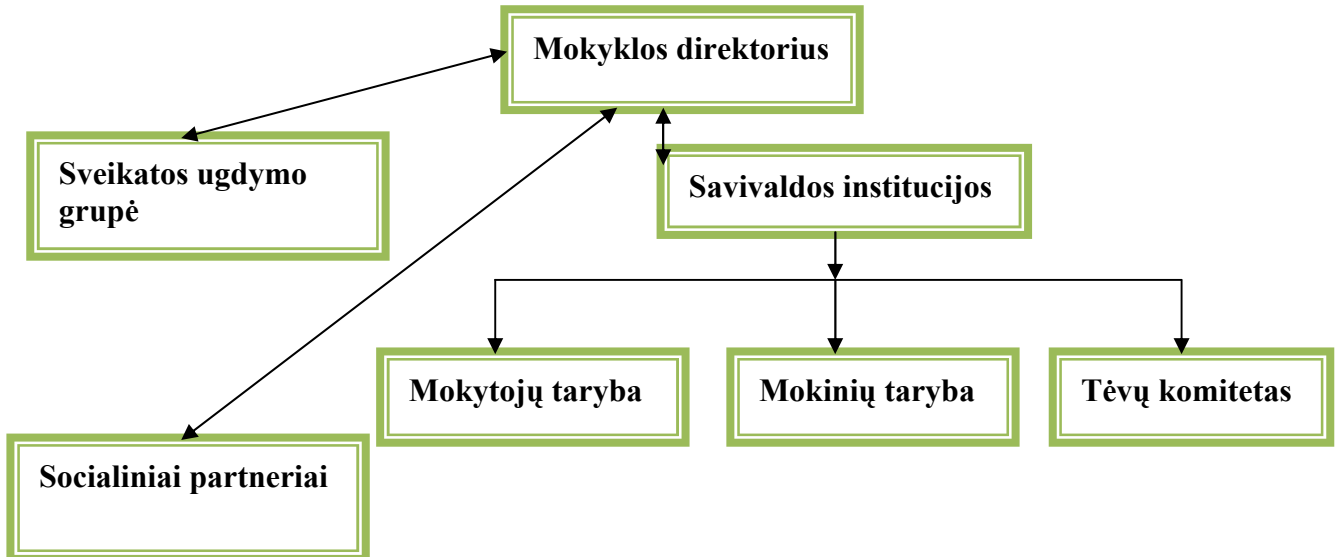 Mokyklos direktorius
Sveikatos ugdymo
grupė
Savivaldos institucijos
Mokytojų taryba
Mokinių taryba
Tėvų komitetas
Socialiniai partneriai